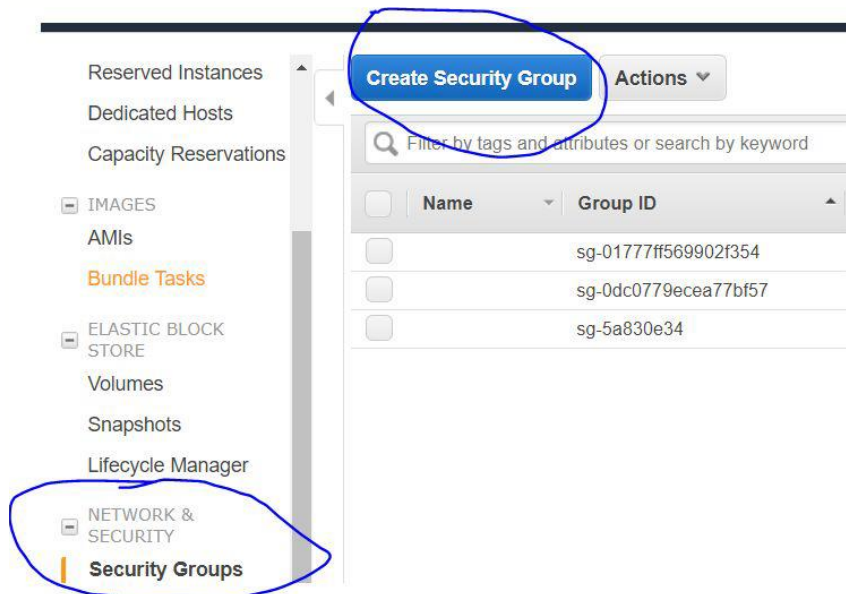 Reserved Instances
Dedicated Hosts
Capacity Reservations
IMAGES
AMIs
Bundle Tasks
ELASTIC BLOCK
STORE
Volumes
Snapshots
Lifecycle Manager
NETWORK &
SECURITY
Security Groups
Create Security Group
Actions
Filter by tags and attributes or search by keyword
Name
Group ID
sg-01777ff569902f354
sg-0dc0779ecea77bf57
sg-5a830e34